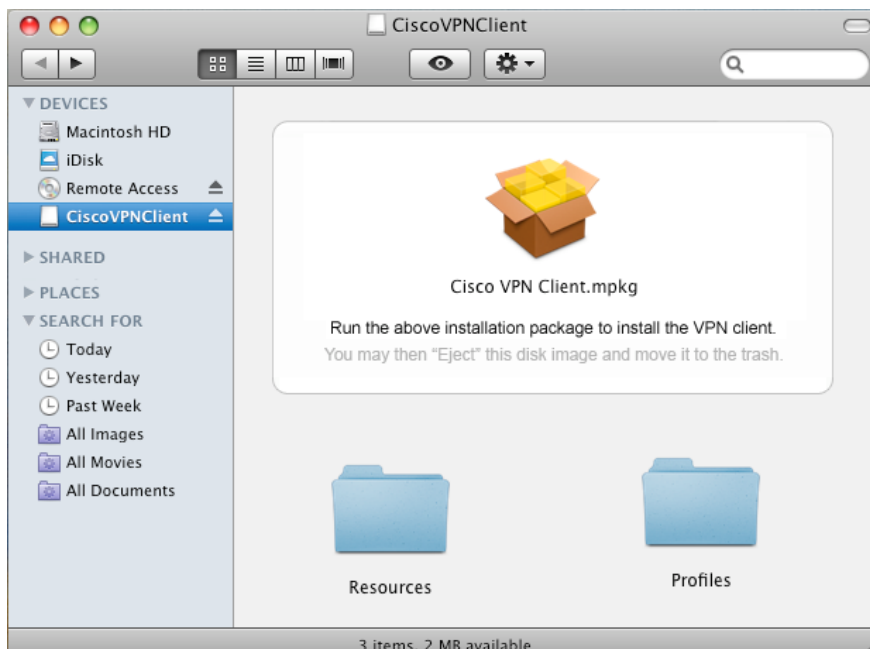 CiscoVPNClient
DEVICES
Macintosh HD
iDisk
Remote Access
CiscoVPNClient
SHARED
PLACES
SEARCH FOR
Today
Yesterday
Past Week
All Images
All Movies
All Documents
Cisco VPN Client.mpkg
Run the above installation package to install the VPN client.
You may then “Eject” this disk image and move it to the trash.
Resources
Profiles
3 items, 2 MB available